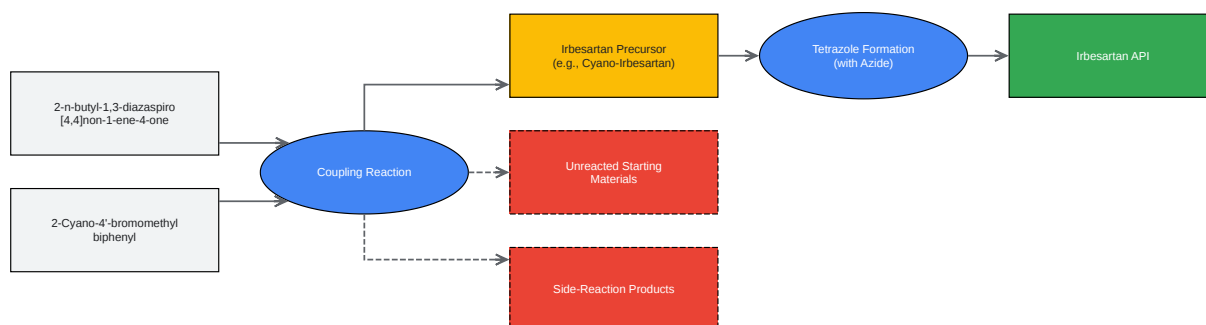 2-n-butyl-1,3-diazaspiro
[4,4]non-1-ene-4-one
2-Cyano-4'-bromomethyl
biphenyl
Coupling Reaction
Irbesartan Precursor
(e.g., Cyano-Irbesartan)
Unreacted Starting
Materials
Side-Reaction Products
Tetrazole Formation
(with Azide)
Irbesartan API